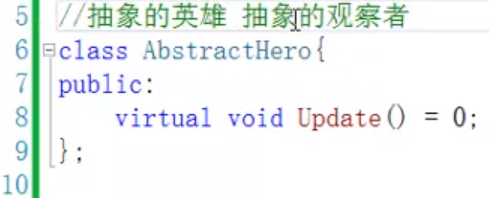 5 //抽象的英雄 抽象的观察者
6 class AbstractHero{
7 public:
8     virtual void Update() = 0;
9 };
10